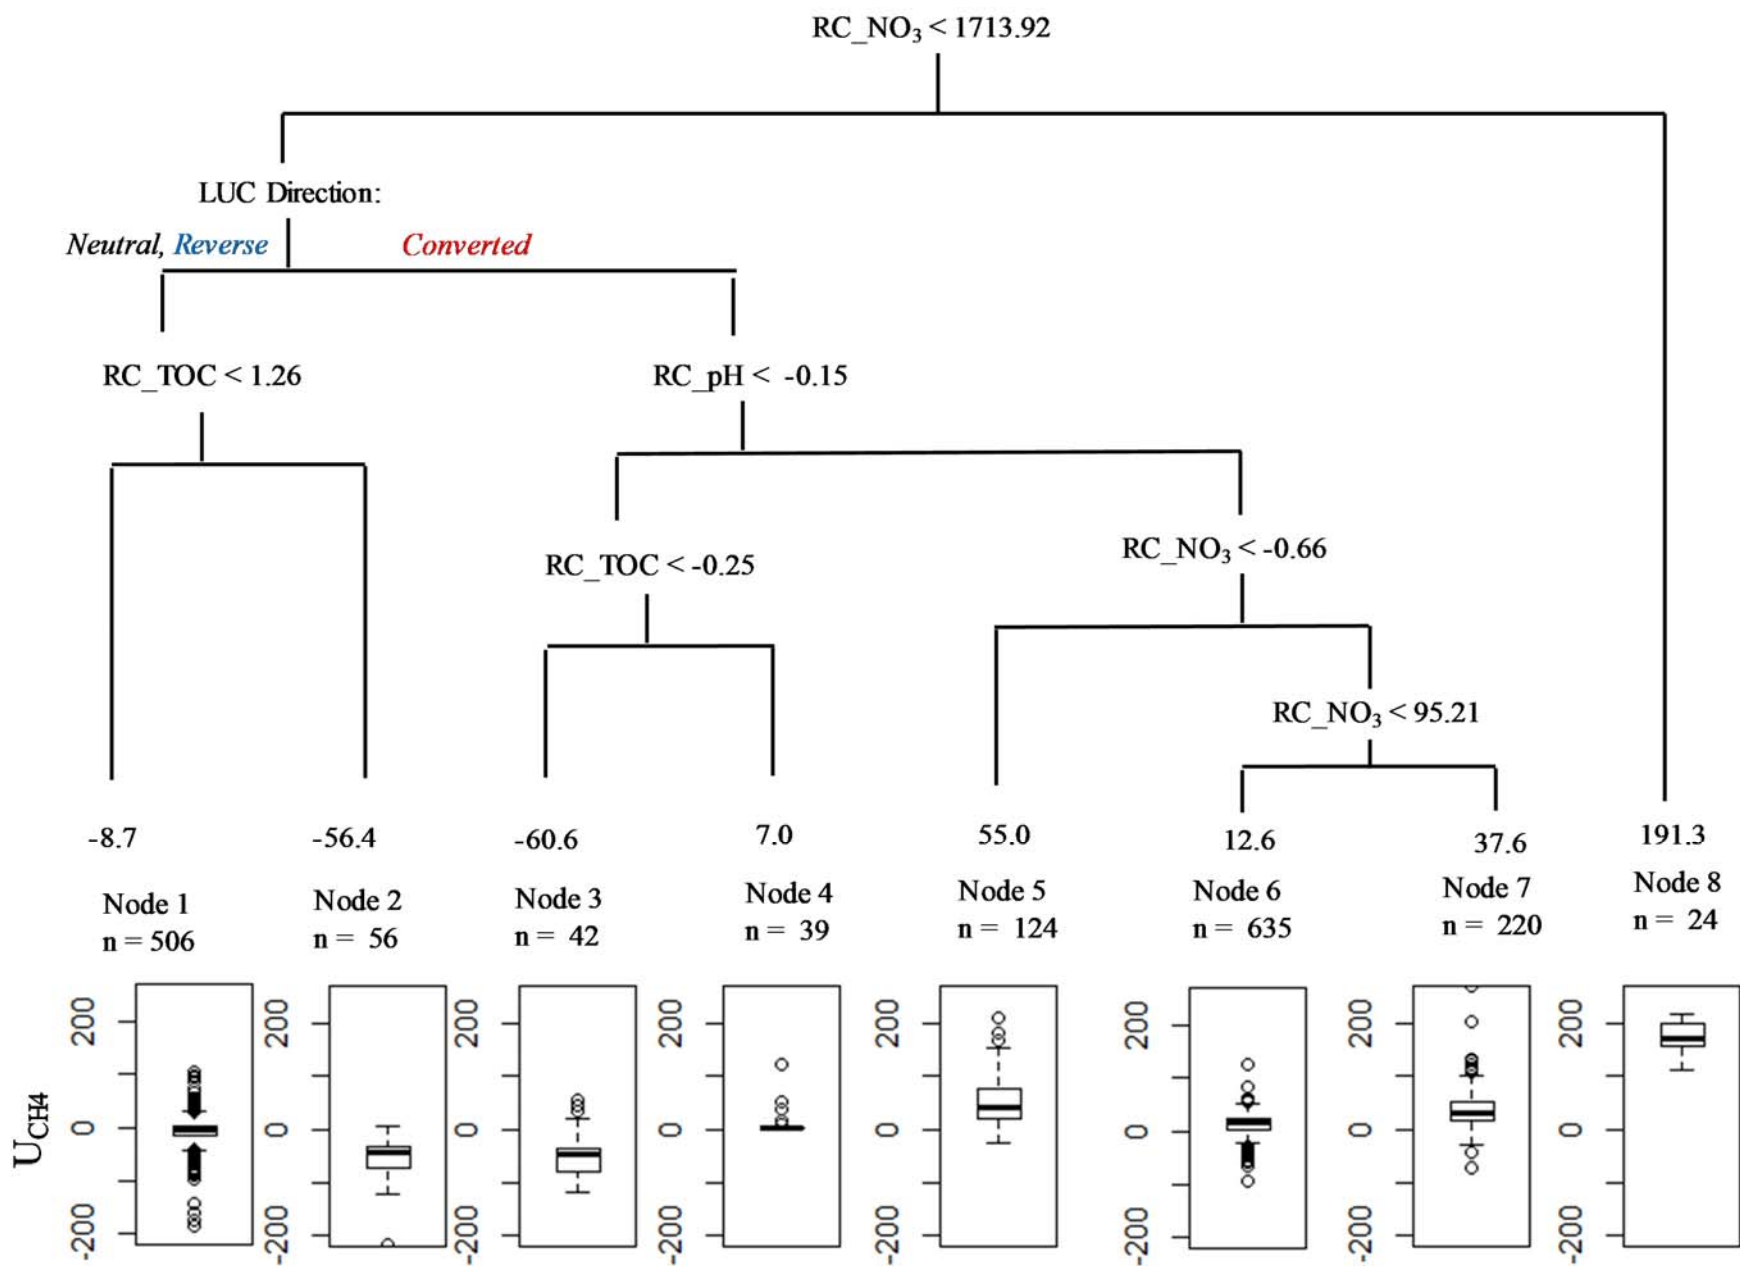 RC_NO₃ < 1713.92
LUC Direction:
Neutral, Reverse
Converted
RC_TOC < 1.26
RC_pH < -0.15
RC_TOC < -0.25
RC_NO₃ < -0.66
RC_NO₃ < 95.21
-8.7
-56.4
-60.6
7.0
55.0
12.6
37.6
191.3
Node 1
n = 506
Node 2
n = 56
Node 3
n = 42
Node 4
n = 39
Node 5
n = 124
Node 6
n = 635
Node 7
n = 220
Node 8
n = 24
U_CH4
200
0
-200
200
0
-200
200
0
-200
200
0
-200
200
0
-200
200
0
-200
200
0
-200
200
0
-200